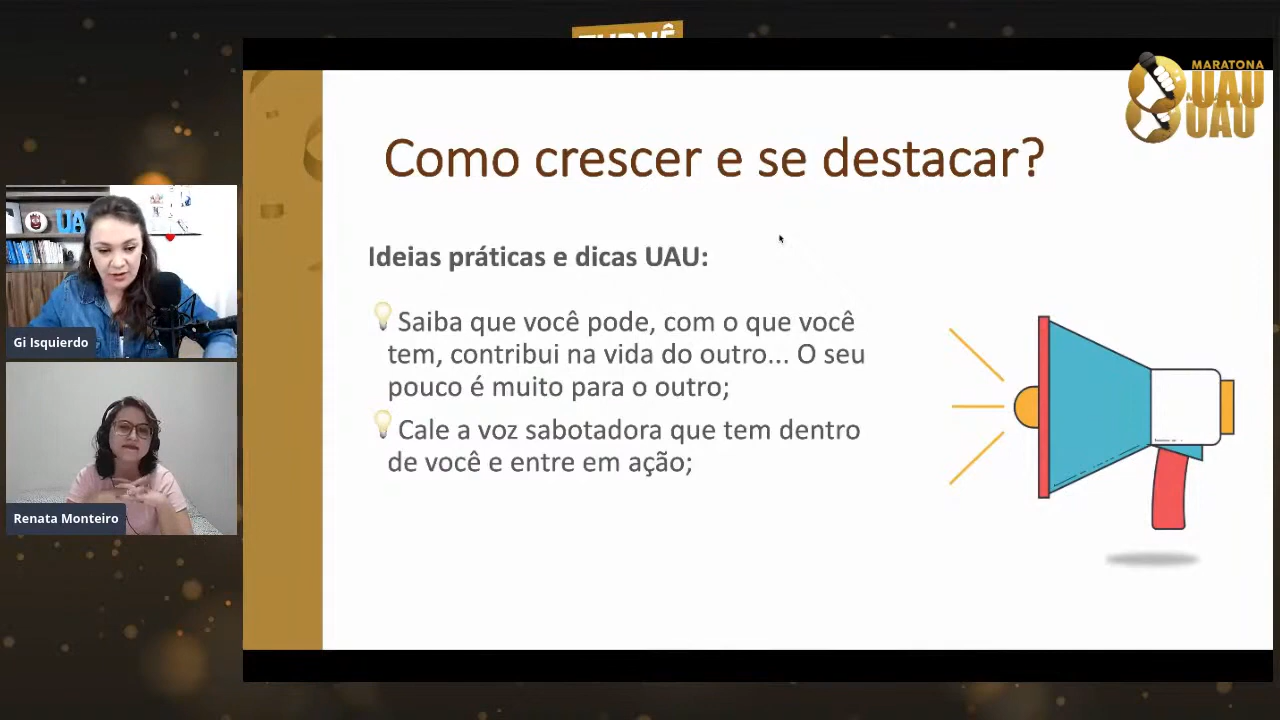 TURNÊ
MARATONA
UAU
UAU
Como crescer e se destacar?
Ideias práticas e dicas UAU:
Saiba que você pode, com o que você
tem, contribui na vida do outro... O seu
pouco é muito para o outro;
Cale a voz sabotadora que tem dentro
de você e entre em ação;
UA
Gi Isquierdo
Renata Monteiro